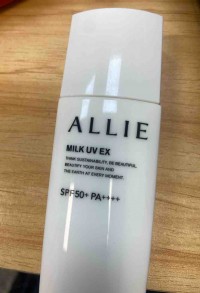 ALLIE
MILK UV EX
THINK SUSTAINABILITY, BE BEAUTIFUL.
BEAUTIFY YOUR SKIN AND
THE EARTH AT EVERY MOMENT.
SPF50+ PA++++